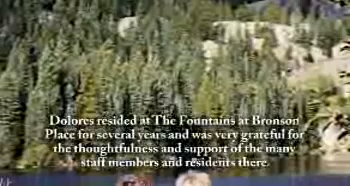 Dolores resided at The Fountains at Bronson
Place for several years and was very grateful for
the thoughtfulness and support of the many
staff members and residents there.